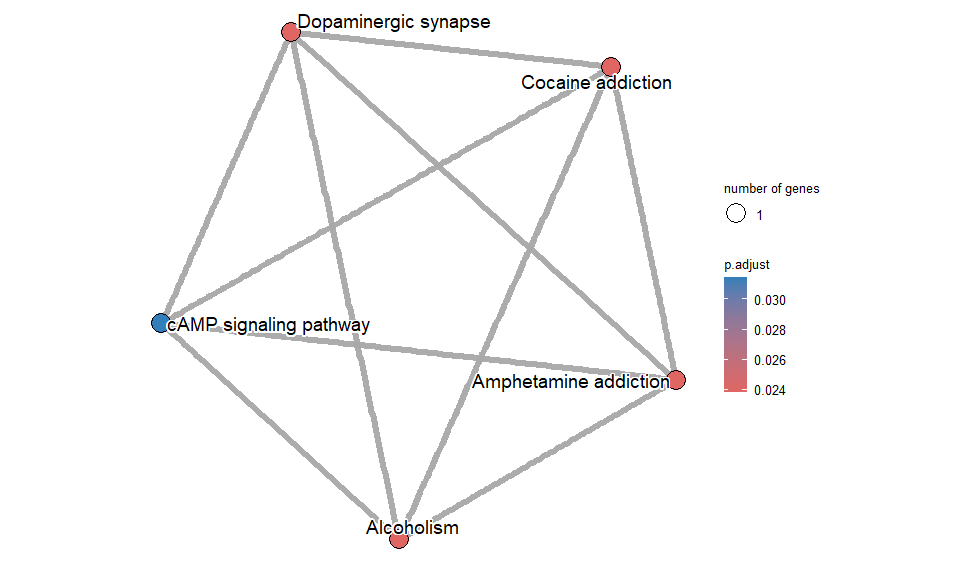 Dopaminergic synapse
Cocaine addiction
number of genes
1
p.adjust
0.030
0.028
0.026
0.024
cAMP signaling pathway
Amphetamine addiction
Alcoholism